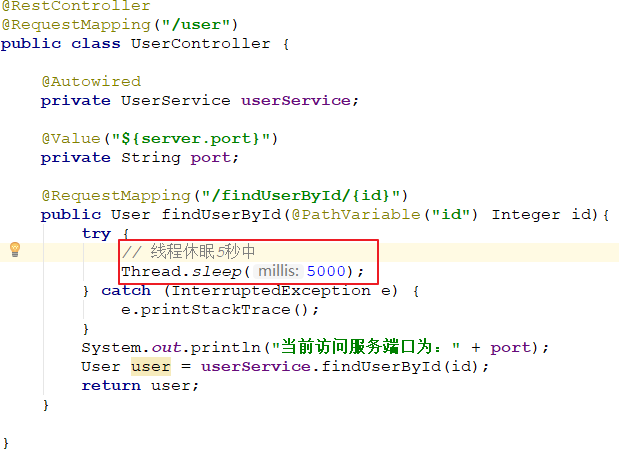 @RestController
@RequestMapping("/user")
public class UserController {
@Autowired
private UserService userService;
@Value("${server.port}")
private String port;
@RequestMapping("/findUserById/{id}")
public User findUserById(@PathVariable("id") Integer id){
try {
// 线程休眠5秒中
Thread.sleep( millis: 5000);
} catch (InterruptedException e) {
e.printStackTrace();
}
System.out.println("当前访问服务端口为：" + port);
User user = userService.findUserById(id);
return user;
}
}